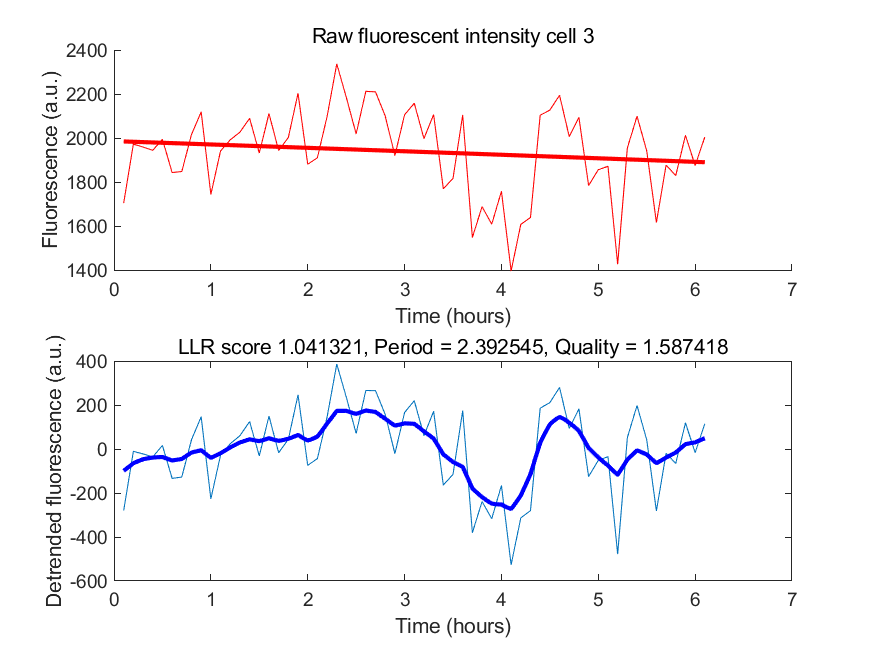 Raw fluorescent intensity cell 3
Fluorescence (a.u.)
2400
2200
2000
1800
1600
1400
0 1 2 3 4 5 6 7
Time (hours)
LLR score 1.041321, Period = 2.392545, Quality = 1.587418
Detrended fluorescence (a.u.)
400
200
0
-200
-400
-600
0 1 2 3 4 5 6 7
Time (hours)